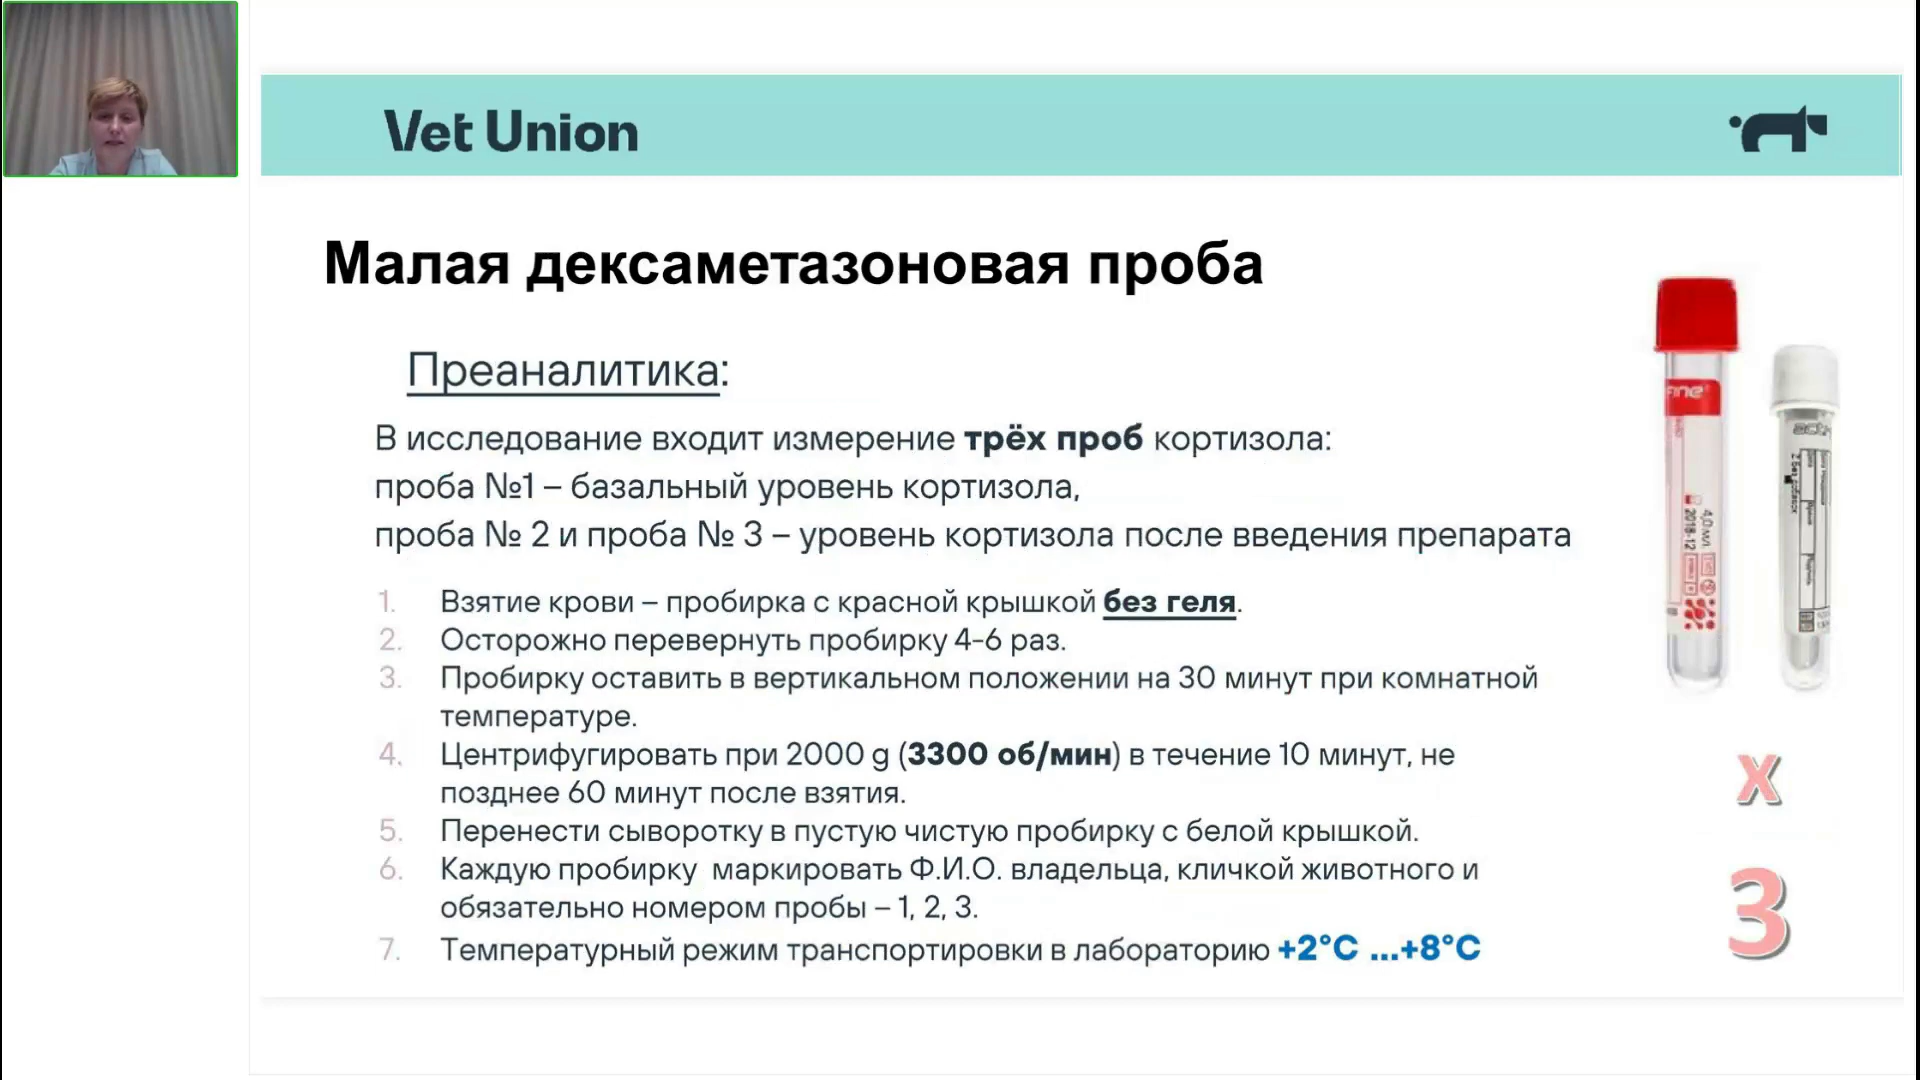 Vet Union
Малая дексаметазоновая проба
Преаналитика:
В исследование входит измерение трёх проб кортизола:
проба №1 – базальный уровень кортизола,
проба № 2 и проба № 3 – уровень кортизола после введения препарата
1. Взятие крови – пробирка с красной крышкой без геля.
2. Осторожно перевернуть пробирку 4-6 раз.
3. Пробирку оставить в вертикальном положении на 30 минут при комнатной
температуре.
4. Центрифугировать при 2000 g (3300 об/мин) в течение 10 минут, не
позднее 60 минут после взятия.
5. Перенести сыворотку в пустую чистую пробирку с белой крышкой.
6. Каждую пробирку  маркировать Ф.И.О. владельца, кличкой животного и
обязательно номером пробы – 1, 2, 3.
7. Температурный режим транспортировки в лабораторию +2°C ...+8°C
4,0 мл
2018-12
x
3